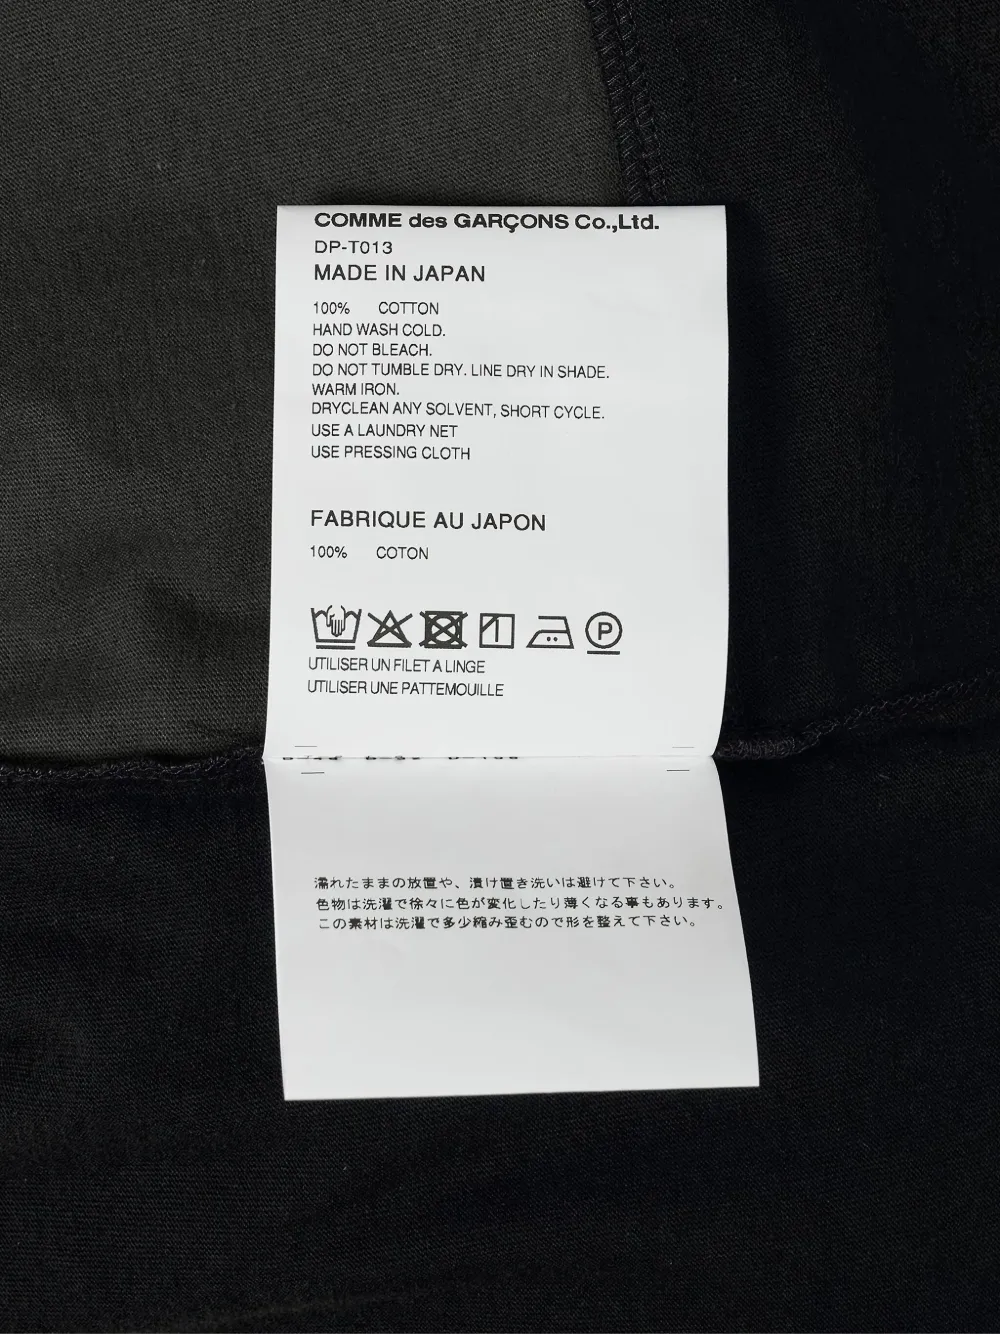 COMME des GARÇONS Co.,Ltd.
DP-T013
MADE IN JAPAN
100% COTTON
HAND WASH COLD.
DO NOT BLEACH.
DO NOT TUMBLE DRY. LINE DRY IN SHADE.
WARM IRON.
DRYCLEAN ANY SOLVENT, SHORT CYCLE.
USE A LAUNDRY NET
USE PRESSING CLOTH
FABRIQUE AU JAPON
100% COTON
P
UTILISER UN FILET A LINGE
UTILISER UNE PATTEMOUILLE
濡れたままの放置や、漬け置き洗いは避けて下さい。
色物は洗濯で徐々に色が変化したり薄くなる事もあります。
この素材は洗濯で多少縮み歪むので形を整えて下さい。